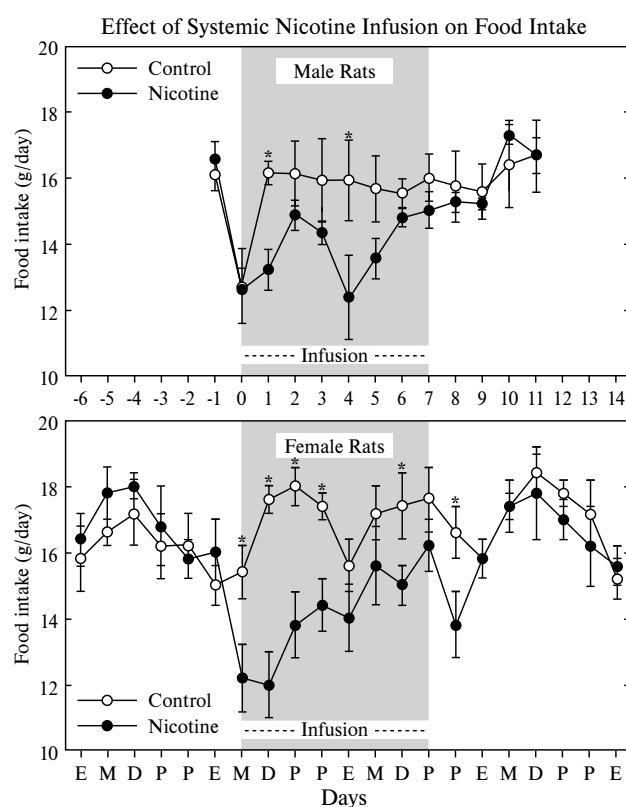 Effect of Systemic Nicotine Infusion on Food Intake
20
Control
Nicotine
Male Rats
18
*
*
16
14
12
Infusion
10
Food intake (g/day)
-6 -5 -4 -3 -2 -1 0 1 2 3 4 5 6 7 8 9 10 11 12 13 14
20
Female Rats
18
*
*
*
*
*
*
16
14
12
Control
Nicotine
Infusion
10
Food intake (g/day)
E M D P P E M D P P E M D P P E M D P P E
Days